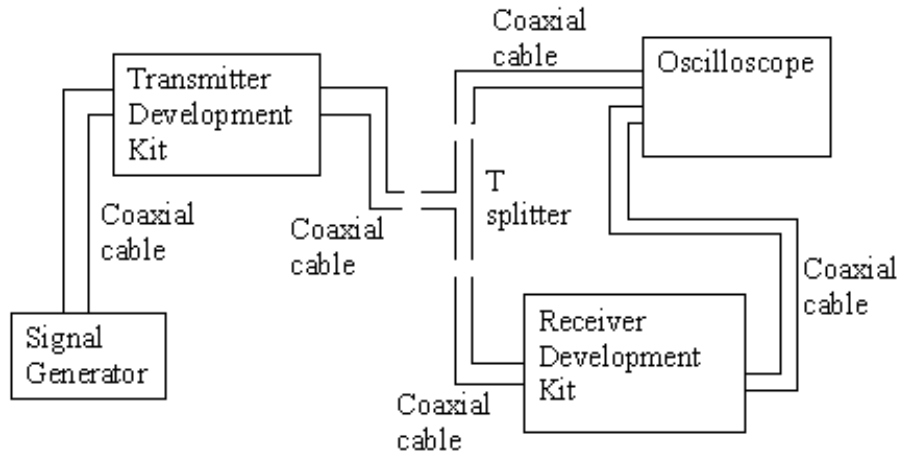 Coaxial
cable
Transmitter
Development
Kit
Oscilloscope
T
splitter
Coaxial
cable
Coaxial
cable
Coaxial
cable
Signal
Generator
Receiver
Development
Kit
Coaxial
cable